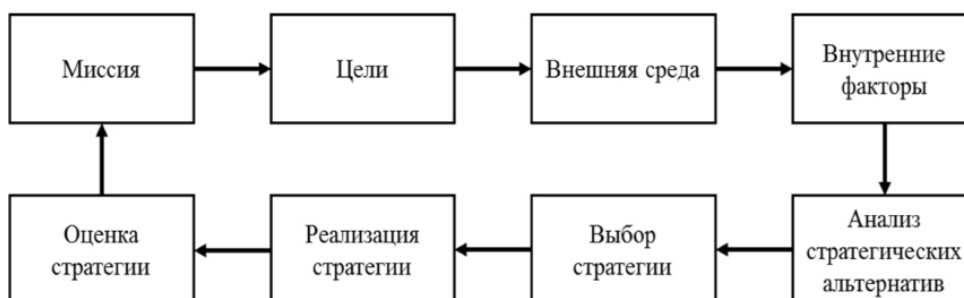 Миссия
Цели
Внешняя среда
Внутренние
факторы
Оценка
стратегии
Реализация
стратегии
Выбор
стратегии
Анализ
стратегических
альтернатив